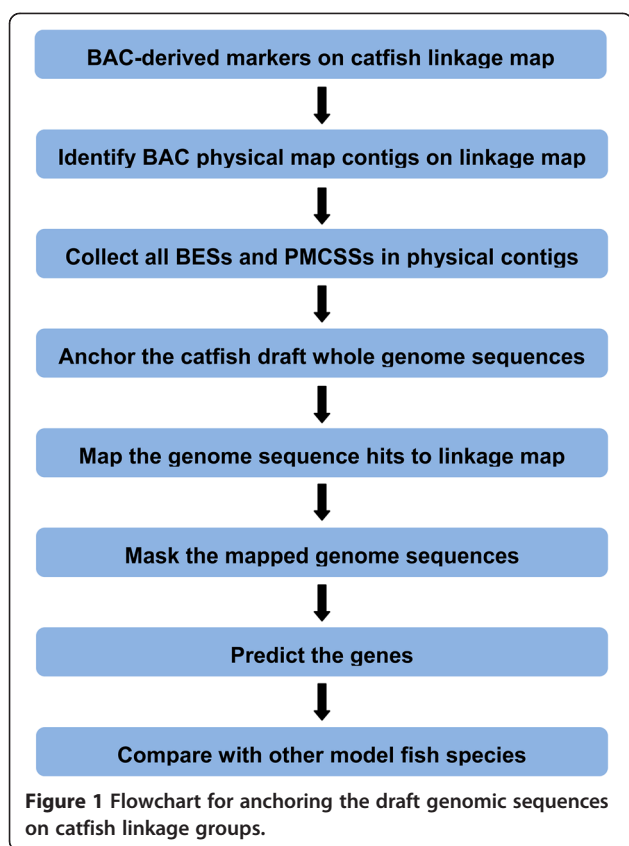 BAC-derived markers on catfish linkage map
Identify BAC physical map contigs on linkage map
Collect all BESs and PMCSSs in physical contigs
Anchor the catfish draft whole genome sequences
Map the genome sequence hits to linkage map
Mask the mapped genome sequences
Predict the genes
Compare with other model fish species
Figure 1 Flowchart for anchoring the draft genomic sequences
on catfish linkage groups.